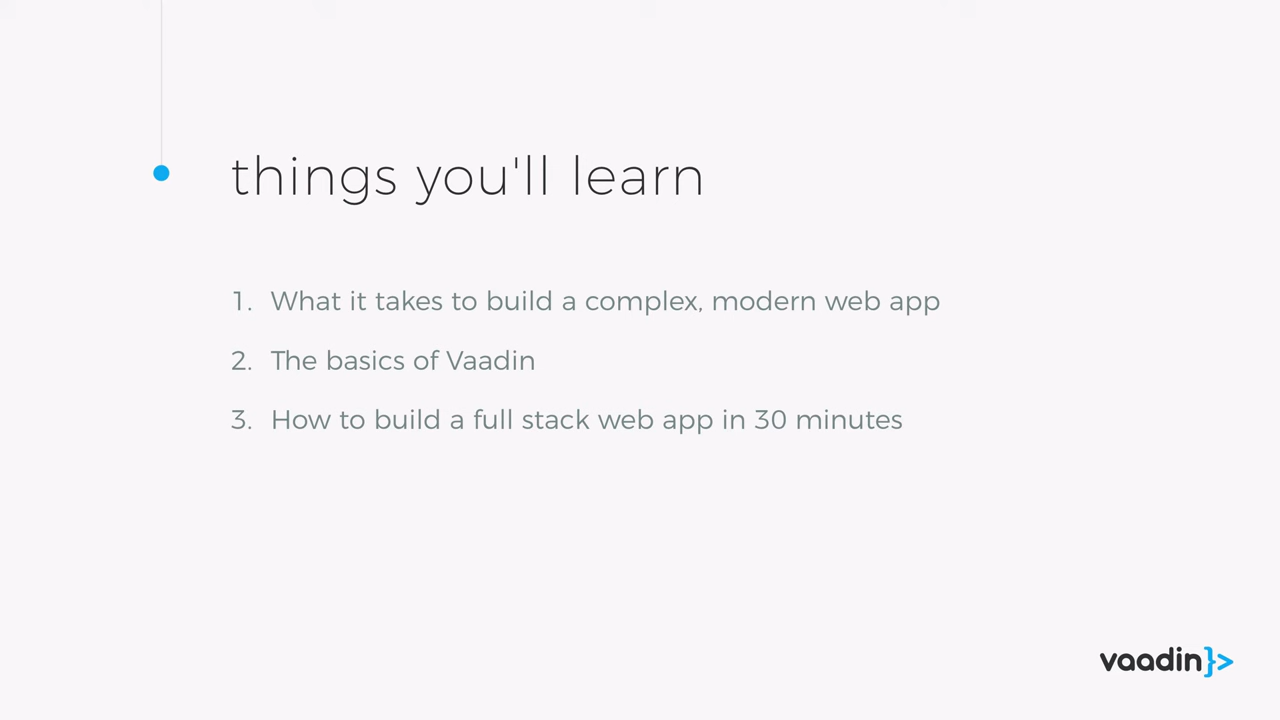 things you'll learn
1. What it takes to build a complex, modern web app
2. The basics of Vaadin
3. How to build a full stack web app in 30 minutes
vaadin}>